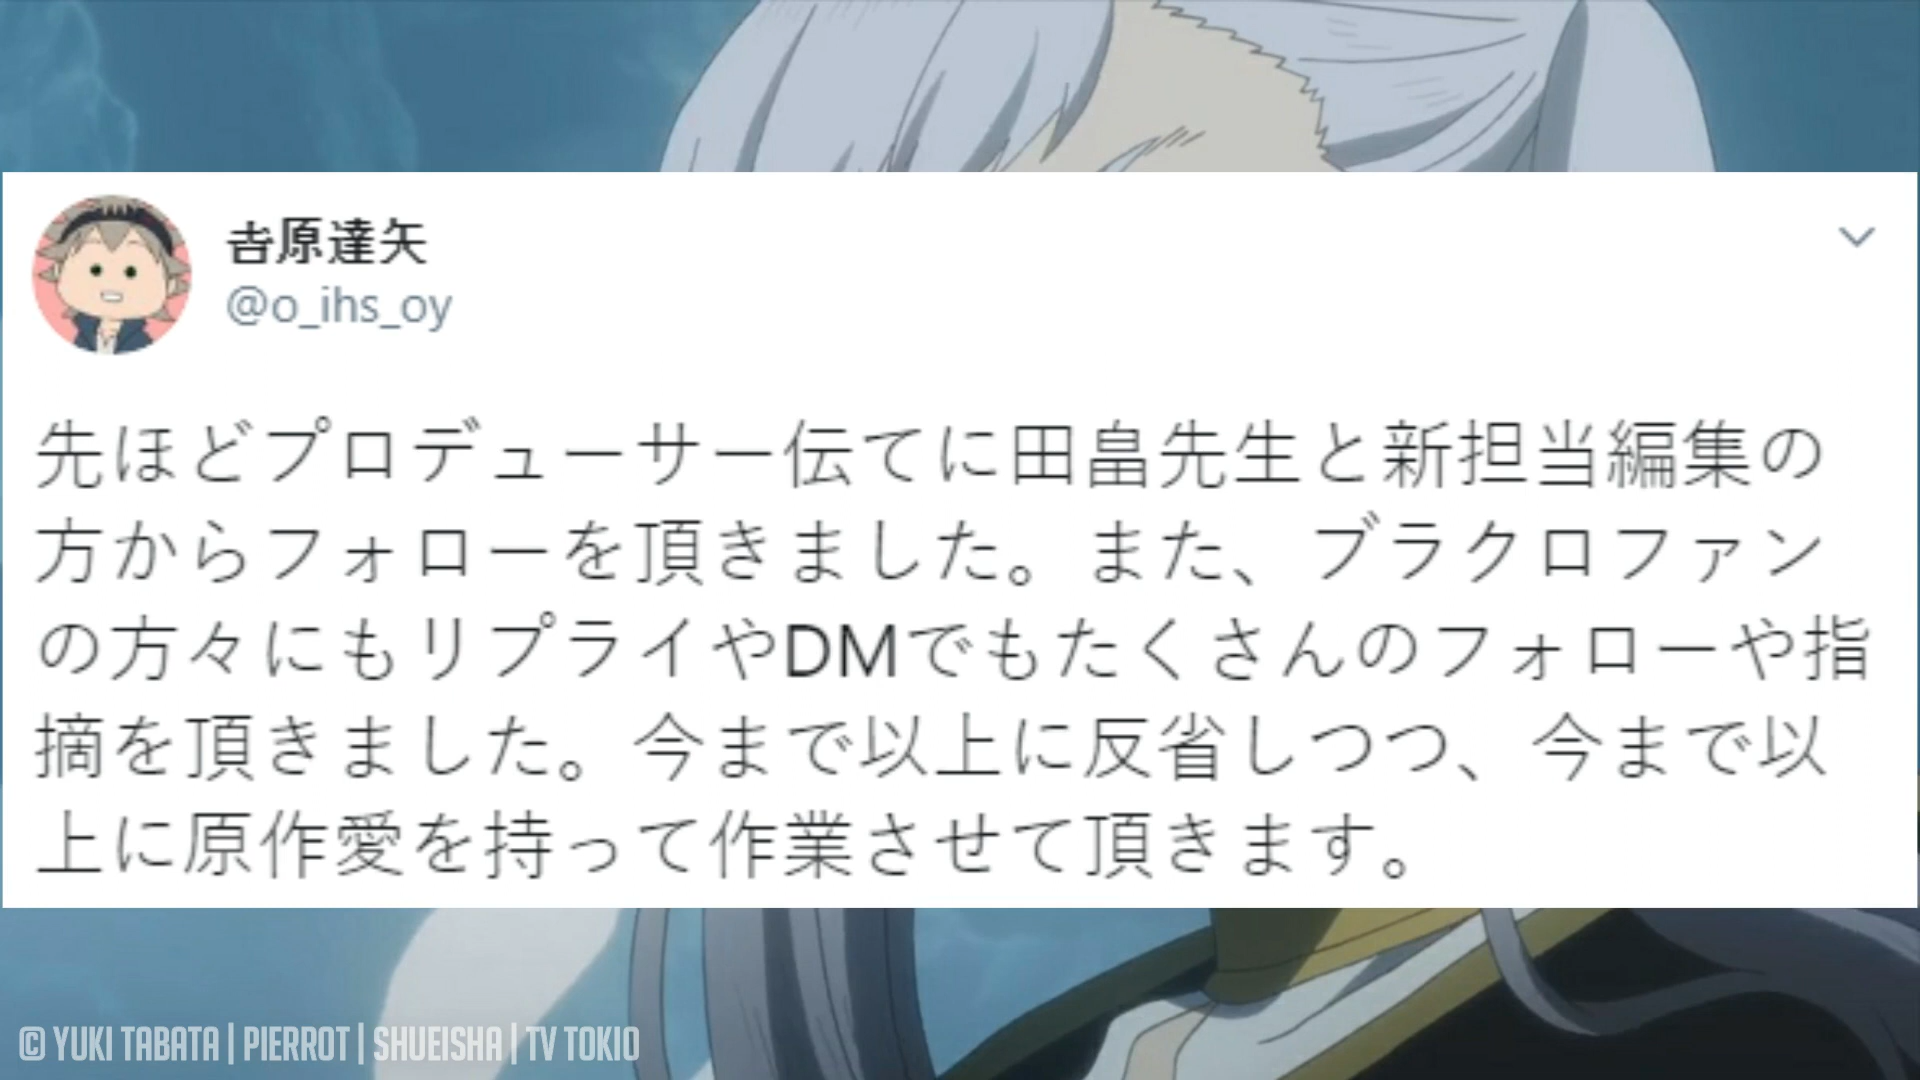 𠮷原達矢
@o_ihs_oy
先ほどプロデューサー伝てに田畠先生と新担当編集の
方からフォローを頂きました。また、ブラクロファン
の方々にもリプライやDMでもたくさんのフォローや指
摘を頂きました。今まで以上に反省しつつ、今まで以
上に原作愛を持って作業させて頂きます。
© YUKI TABATA | PIERROT | SHUEISHA | TV TOKIO